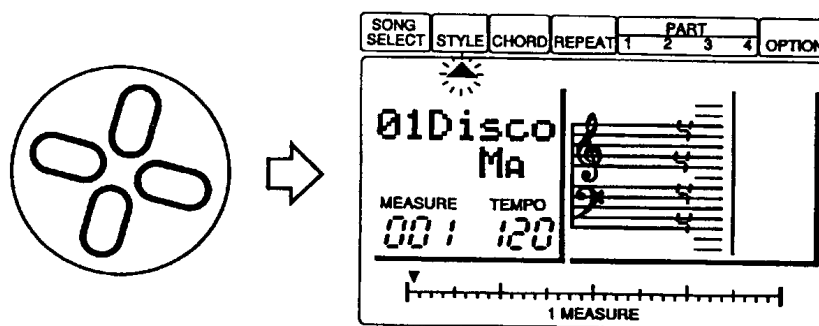 SONG SELECT STYLE CHORD REPEAT PART 1 2 3 4 OPTION
01Disco
Ma
MEASURE TEMPO
001 120
1 MEASURE